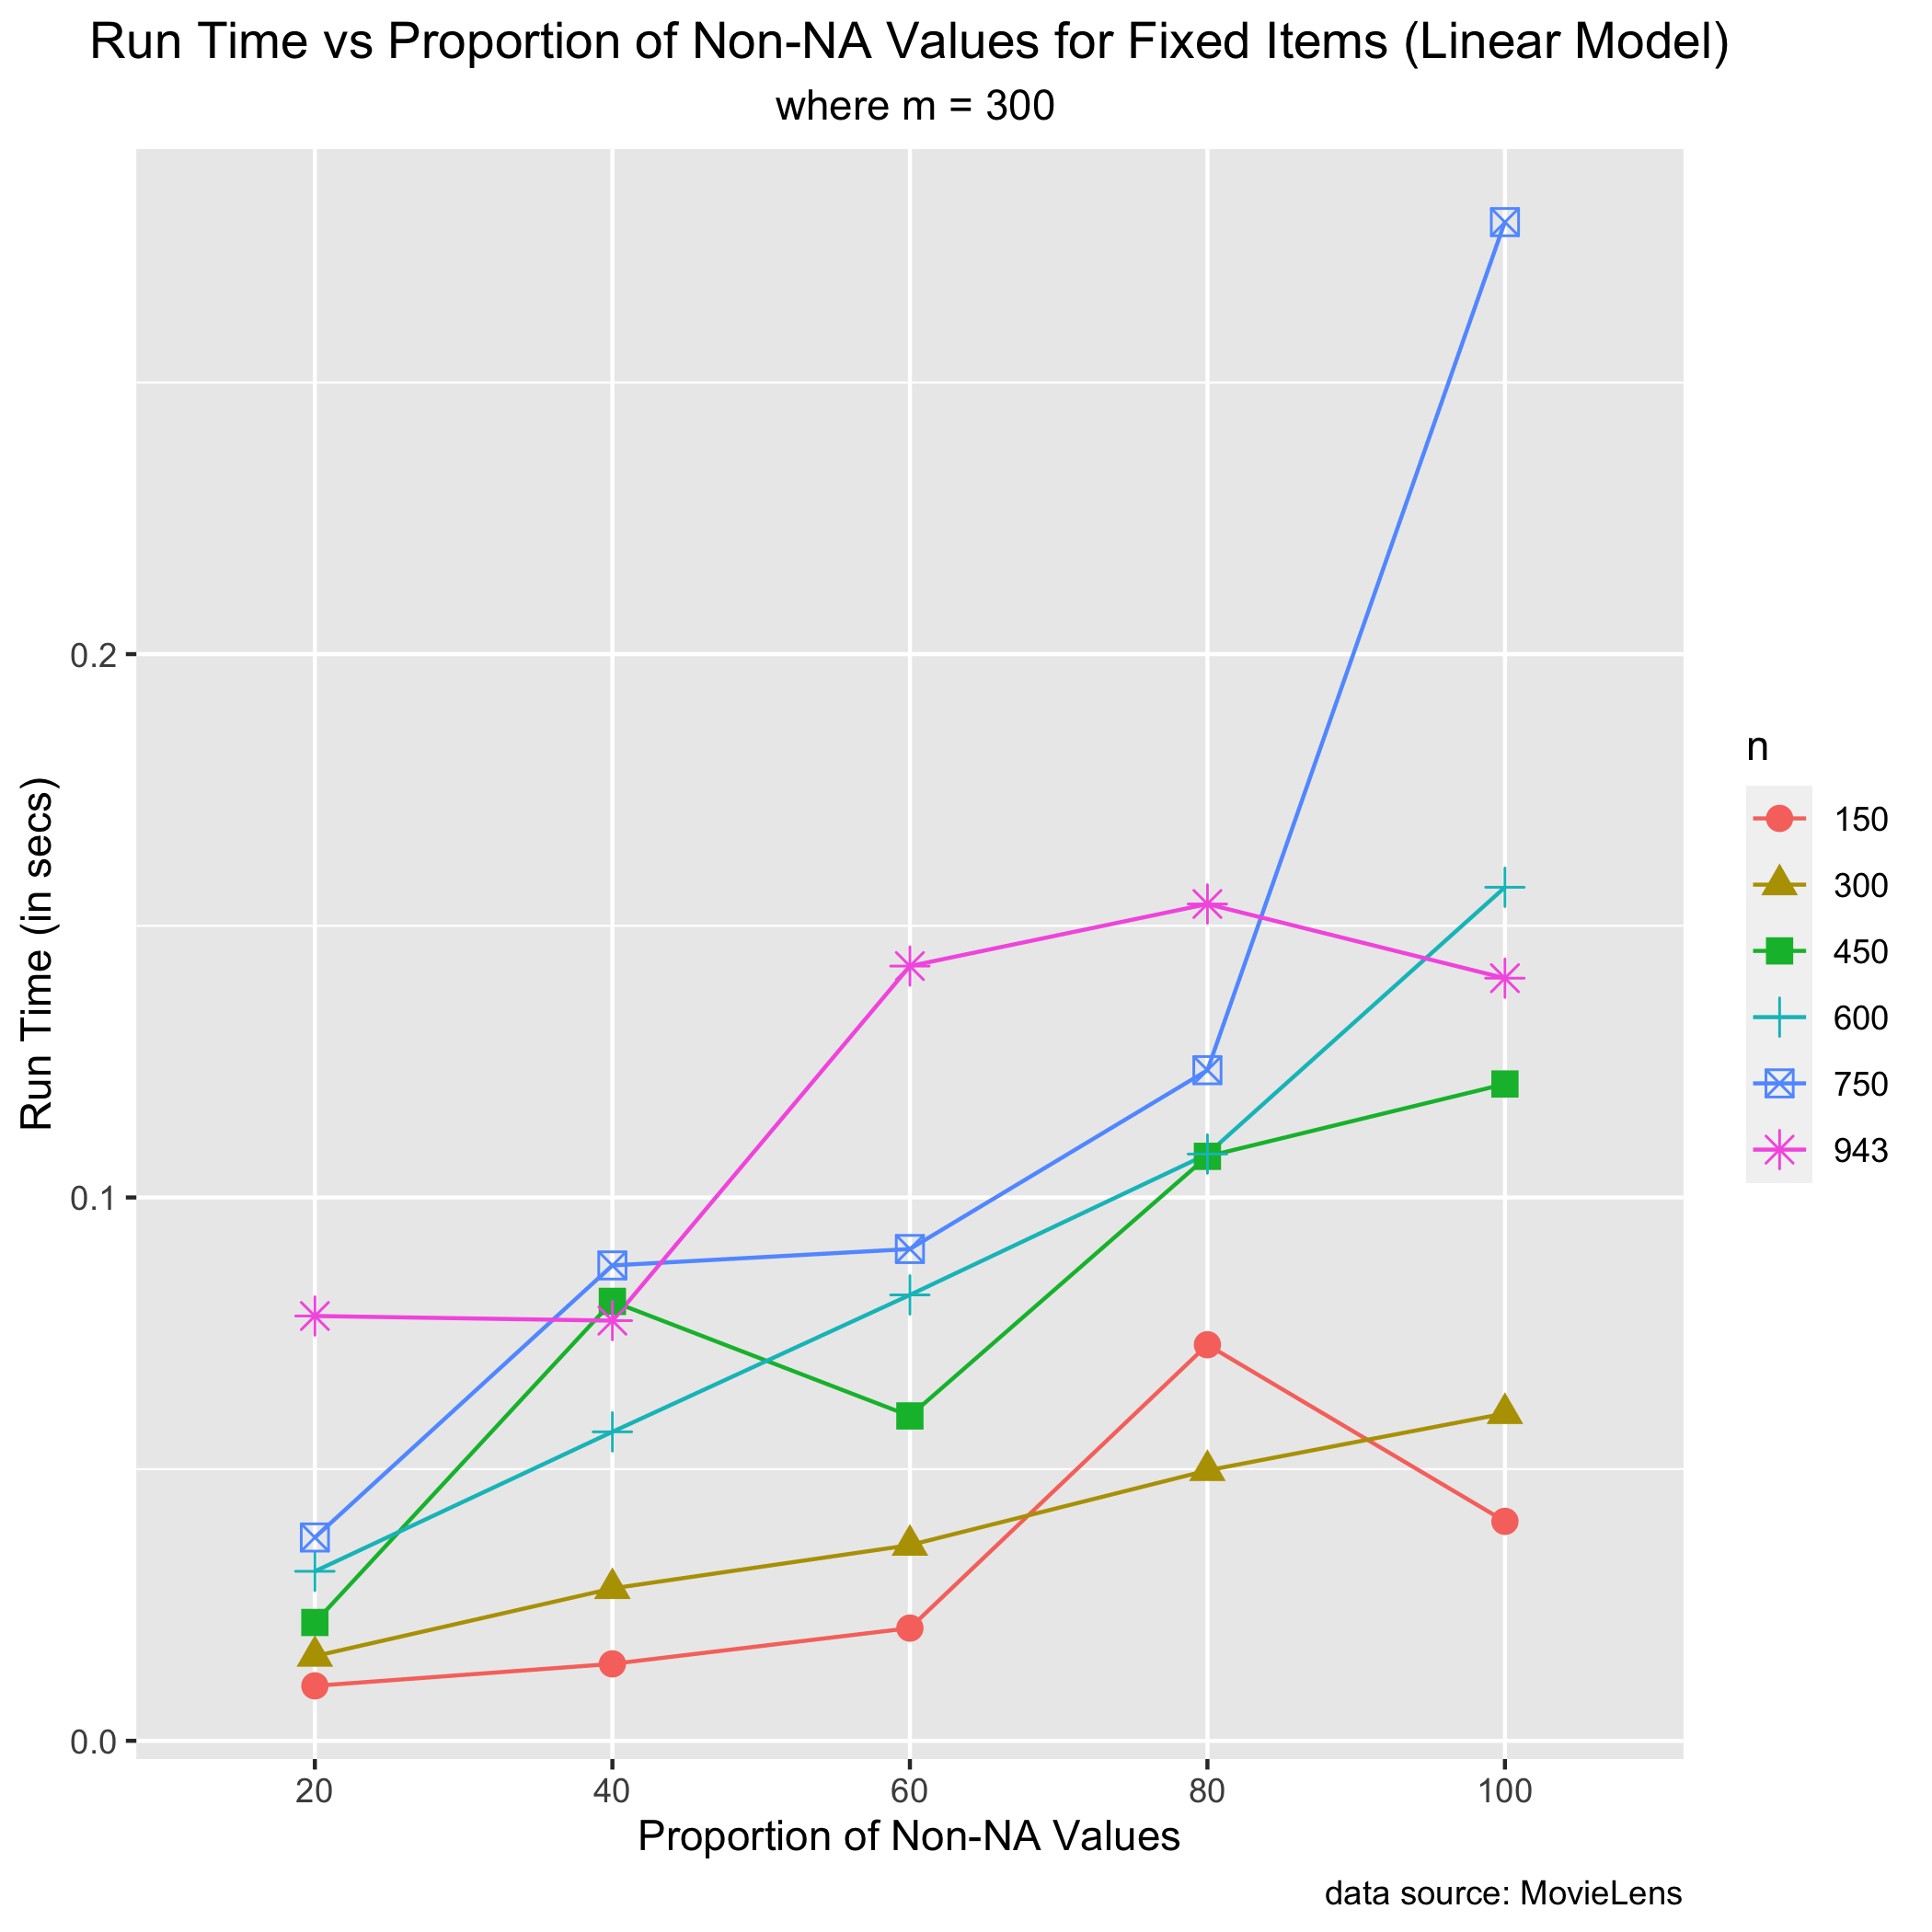 Run Time vs Proportion of Non-NA Values for Fixed Items (Linear Model)
where m = 300
Run Time (in secs)
0.2
0.1
0.0
20 40 60 80 100
Proportion of Non-NA Values
n
150
300
450
600
750
943
data source: MovieLens